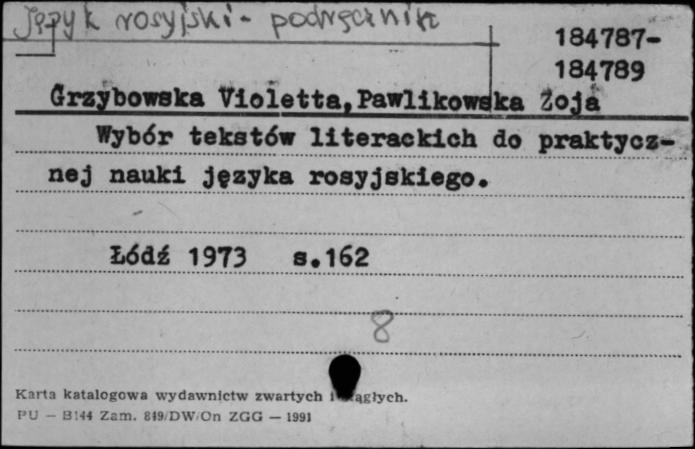 język rosyjski - podręcznik
184787-
184789
Grzybowska Violetta, Pawlikowska Zoja
Wybór tekstów literackich do praktycz-
nej nauki języka rosyjskiego.
Łódź 1973 s.162
8
Karta katalogowa wydawnictw zwartych i ciągłych.
PU — B144 Zam. 849/DW/On ZGG — 1991